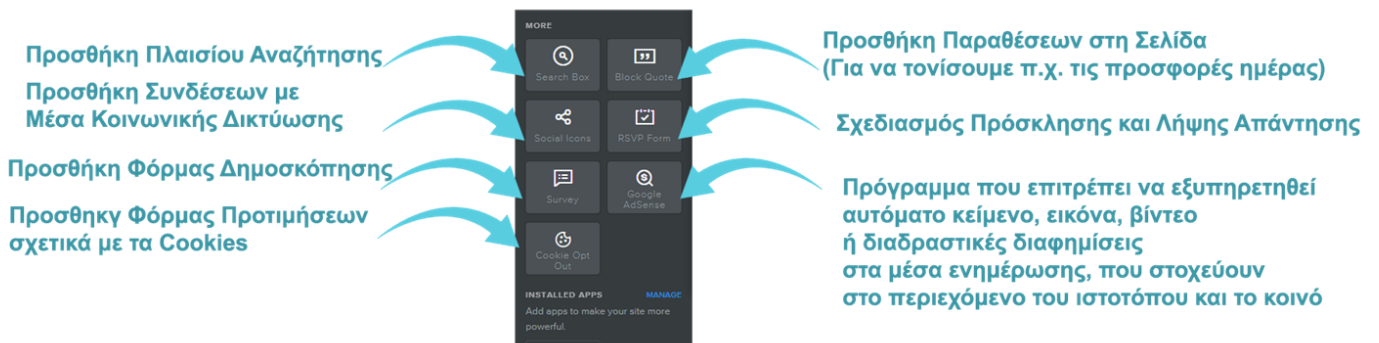 Προσθήκη Πλαισίου Αναζήτησης
Προσθήκη Συνδέσεων με
Μέσα Κοινωνικής Δικτύωσης
Προσθήκη Φόρμας Δημοσκόπησης
Προσθηκγ Φόρμας Προτιμήσεων
σχετικά με τα Cookies
MORE
Search Box
Block Quote
Social Icons
RSVP Form
Survey
Google
AdSense
Cookie Opt
Out
INSTALLED APPS
MANAGE
Add apps to make your site more
powerful.
Προσθήκη Παραθέσεων στη Σελίδα
(Για να τονίσουμε π.χ. τις προσφορές ημέρας)
Σχεδιασμός Πρόσκλησης και Λήψης Απάντησης
Πρόγραμμα που επιτρέπει να εξυπηρετηθεί
αυτόματο κείμενο, εικόνα, βίντεο
ή διαδραστικές διαφημίσεις
στα μέσα ενημέρωσης, που στοχεύουν
στο περιεχόμενο του ιστοτόπου και το κοινό